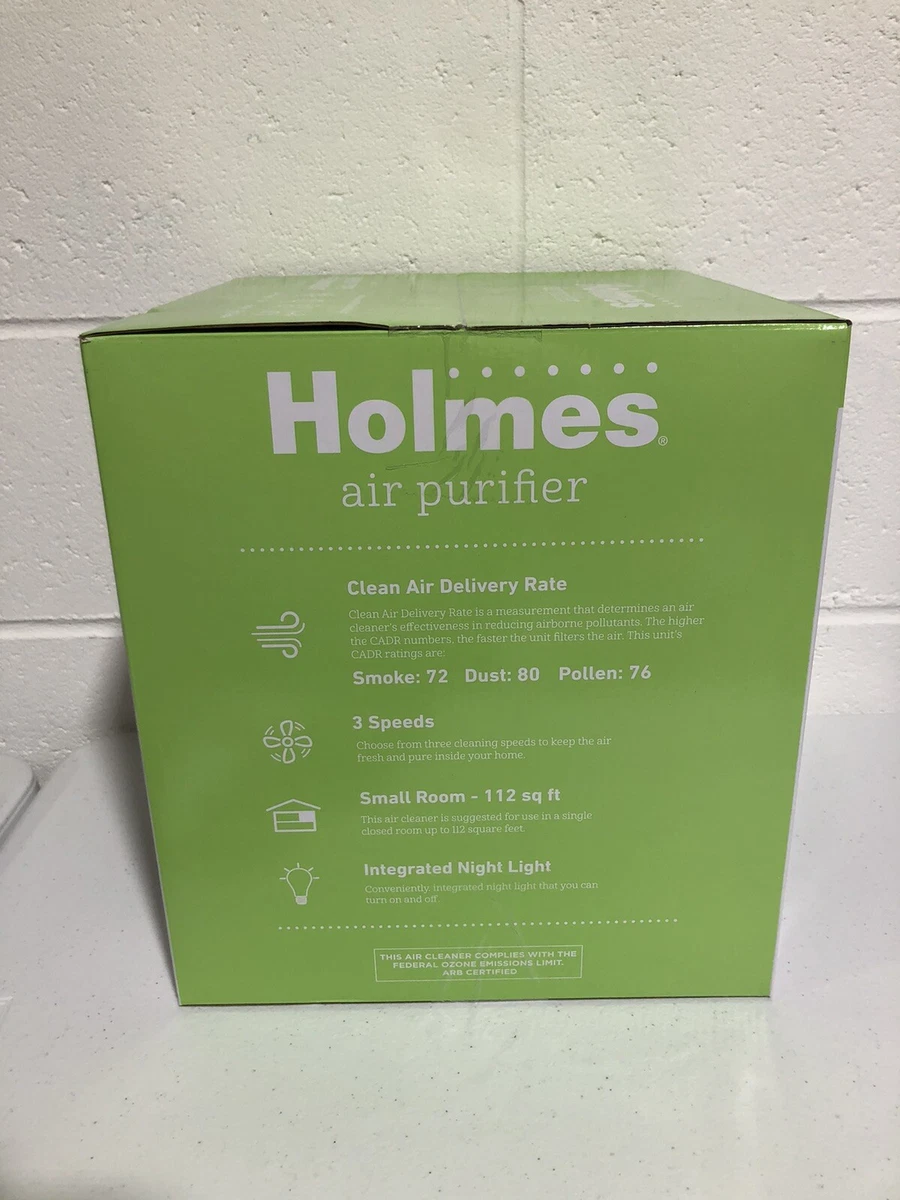 Holmes®
air purifier
Clean Air Delivery Rate
Clean Air Delivery Rate is a measurement that determines an air
cleaner's effectiveness in reducing airborne pollutants. The higher
the CADR numbers, the faster the unit filters the air. This unit's
CADR ratings are:
Smoke: 72 Dust: 80 Pollen: 76
3 Speeds
Choose from three cleaning speeds to keep the air
fresh and pure inside your home.
Small Room - 112 sq ft
This air cleaner is suggested for use in a single
closed room up to 112 square feet.
Integrated Night Light
Conveniently, integrated night light that you can
turn on and off
THIS AIR CLEANER COMPLIES WITH THE
FEDERAL OZONE EMISSIONS LIMIT.
ARB CERTIFIED